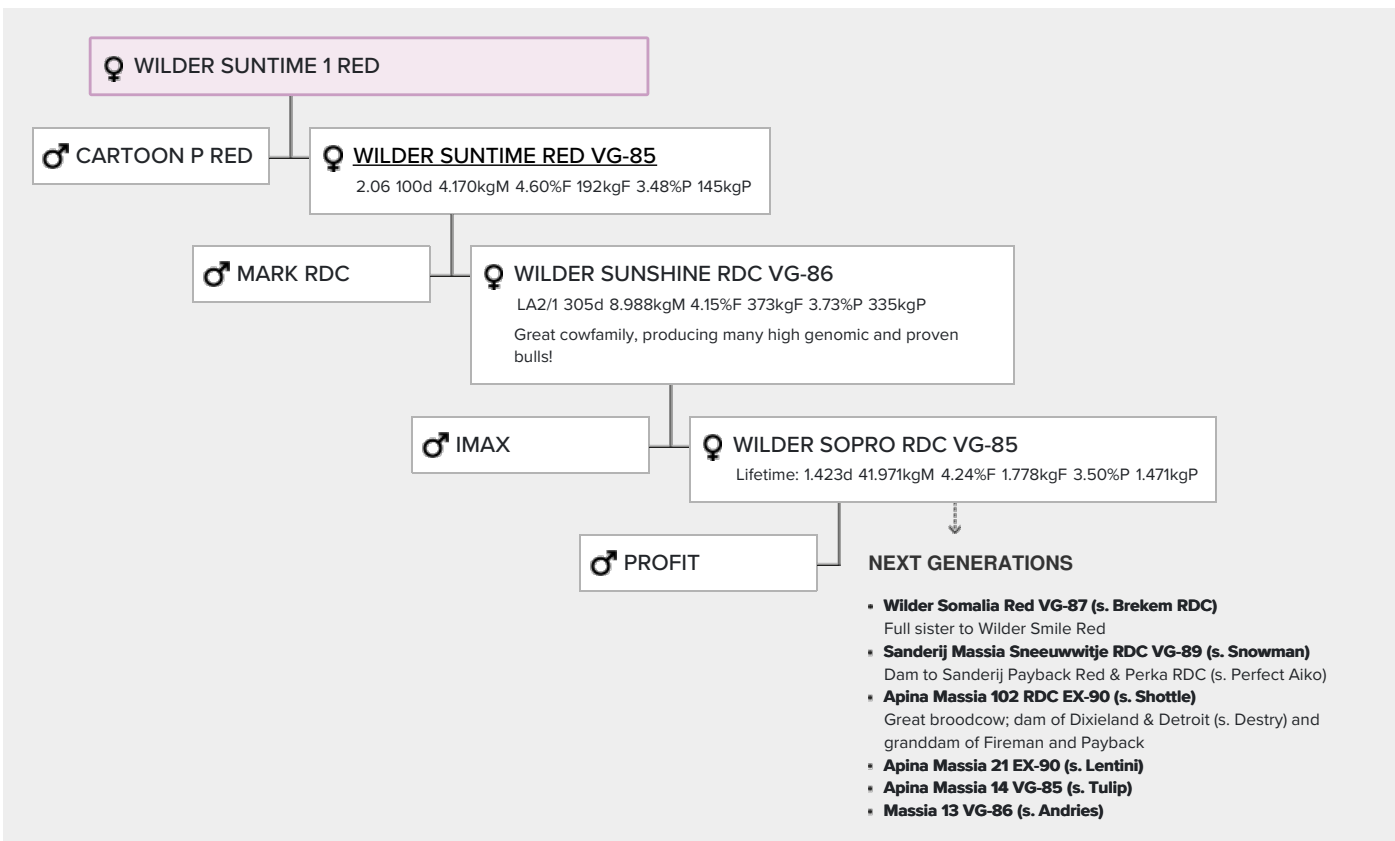 WILDER SUNTIME 1 RED
CARTOON P RED
WILDER SUNTIME RED VG-85
2.06 100d 4.170kgM 4.60%F 192kgF 3.48%P 145kgP
MARK RDC
WILDER SUNSHINE RDC VG-86
LA2/1 305d 8.988kgM 4.15%F 373kgF 3.73%P 335kgP
Great cowfamily, producing many high genomic and proven
bulls!
IMAX
WILDER SOPRO RDC VG-85
Lifetime: 1.423d 41.971kgM 4.24%F 1.778kgF 3.50%P 1.471kgP
PROFIT
NEXT GENERATIONS
▪ Wilder Somalia Red VG-87 (s. Brekem RDC)
Full sister to Wilder Smile Red
▪ Sanderij Massia Sneeuwwitje RDC VG-89 (s. Snowman)
Dam to Sanderij Payback Red & Perka RDC (s. Perfect Aiko)
▪ Apina Massia 102 RDC EX-90 (s. Shottle)
Great broodcow; dam of Dixieland & Detroit (s. Destry) and
granddam of Fireman and Payback
▪ Apina Massia 21 EX-90 (s. Lentini)
▪ Apina Massia 14 VG-85 (s. Tulip)
▪ Massia 13 VG-86 (s. Andries)